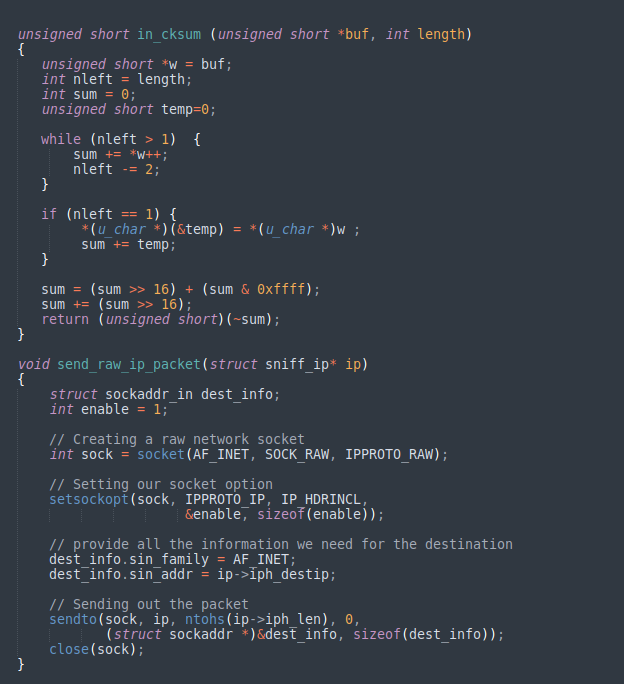 unsigned short in_cksum (unsigned short *buf, int length)
{
   unsigned short *w = buf;
   int nleft = length;
   int sum = 0;
   unsigned short temp=0;

   while (nleft > 1)  {
       sum += *w++;
       nleft -= 2;
   }

   if (nleft == 1) {
        *(u_char *)(&temp) = *(u_char *)w ;
        sum += temp;
   }

   sum = (sum >> 16) + (sum & 0xffff);
   sum += (sum >> 16);
   return (unsigned short)(~sum);
}

void send_raw_ip_packet(struct sniff_ip* ip)
{
    struct sockaddr_in dest_info;
    int enable = 1;

    // Creating a raw network socket
    int sock = socket(AF_INET, SOCK_RAW, IPPROTO_RAW);

    // Setting our socket option
    setsockopt(sock, IPPROTO_IP, IP_HDRINCL,
                     &enable, sizeof(enable));

    // provide all the information we need for the destination
    dest_info.sin_family = AF_INET;
    dest_info.sin_addr = ip->iph_destip;

    // Sending out the packet
    sendto(sock, ip, ntohs(ip->iph_len), 0,
           (struct sockaddr *)&dest_info, sizeof(dest_info));
    close(sock);
}